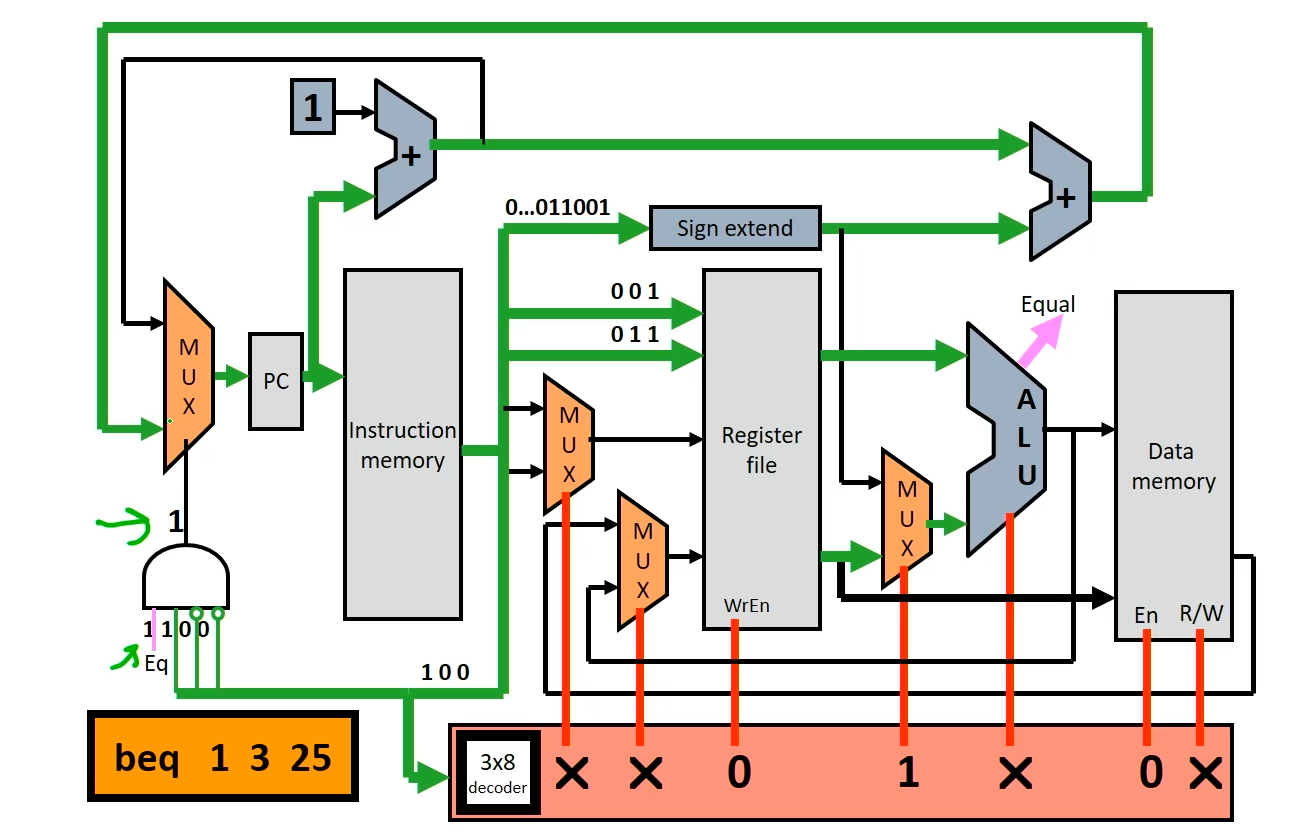 1
+
+
0...011001
Sign extend
0 0 1
0 1 1
Equal
M
U
X
PC
Instruction
memory
M
U
X
Register
file
WrEn
M
U
X
M
U
X
A
L
U
Data
memory
En R/W
1
1 1 0 0
Eq
1 0 0
beq 1 3 25
3x8
decoder
X X 0 1 X 0 X